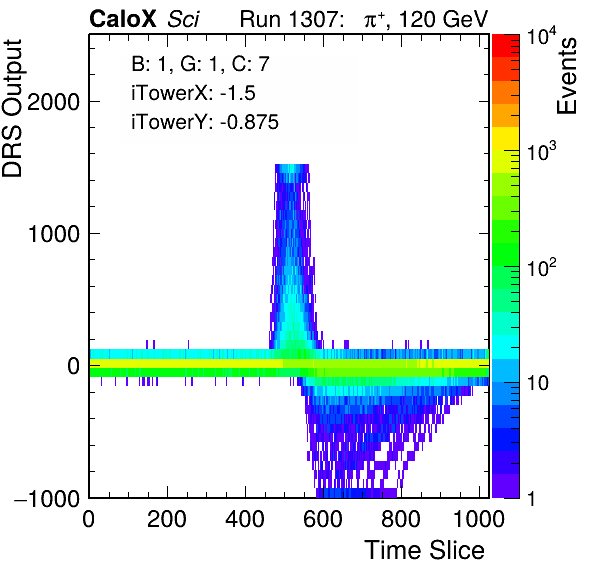 CaloX Sci Run 1307: π⁺, 120 GeV
B: 1, G: 1, C: 7
iTowerX: -1.5
iTowerY: -0.875
DRS Output
2000
1000
0
−1000
0 200 400 600 800 1000
Time Slice
Events
10⁴
10³
10²
10
1